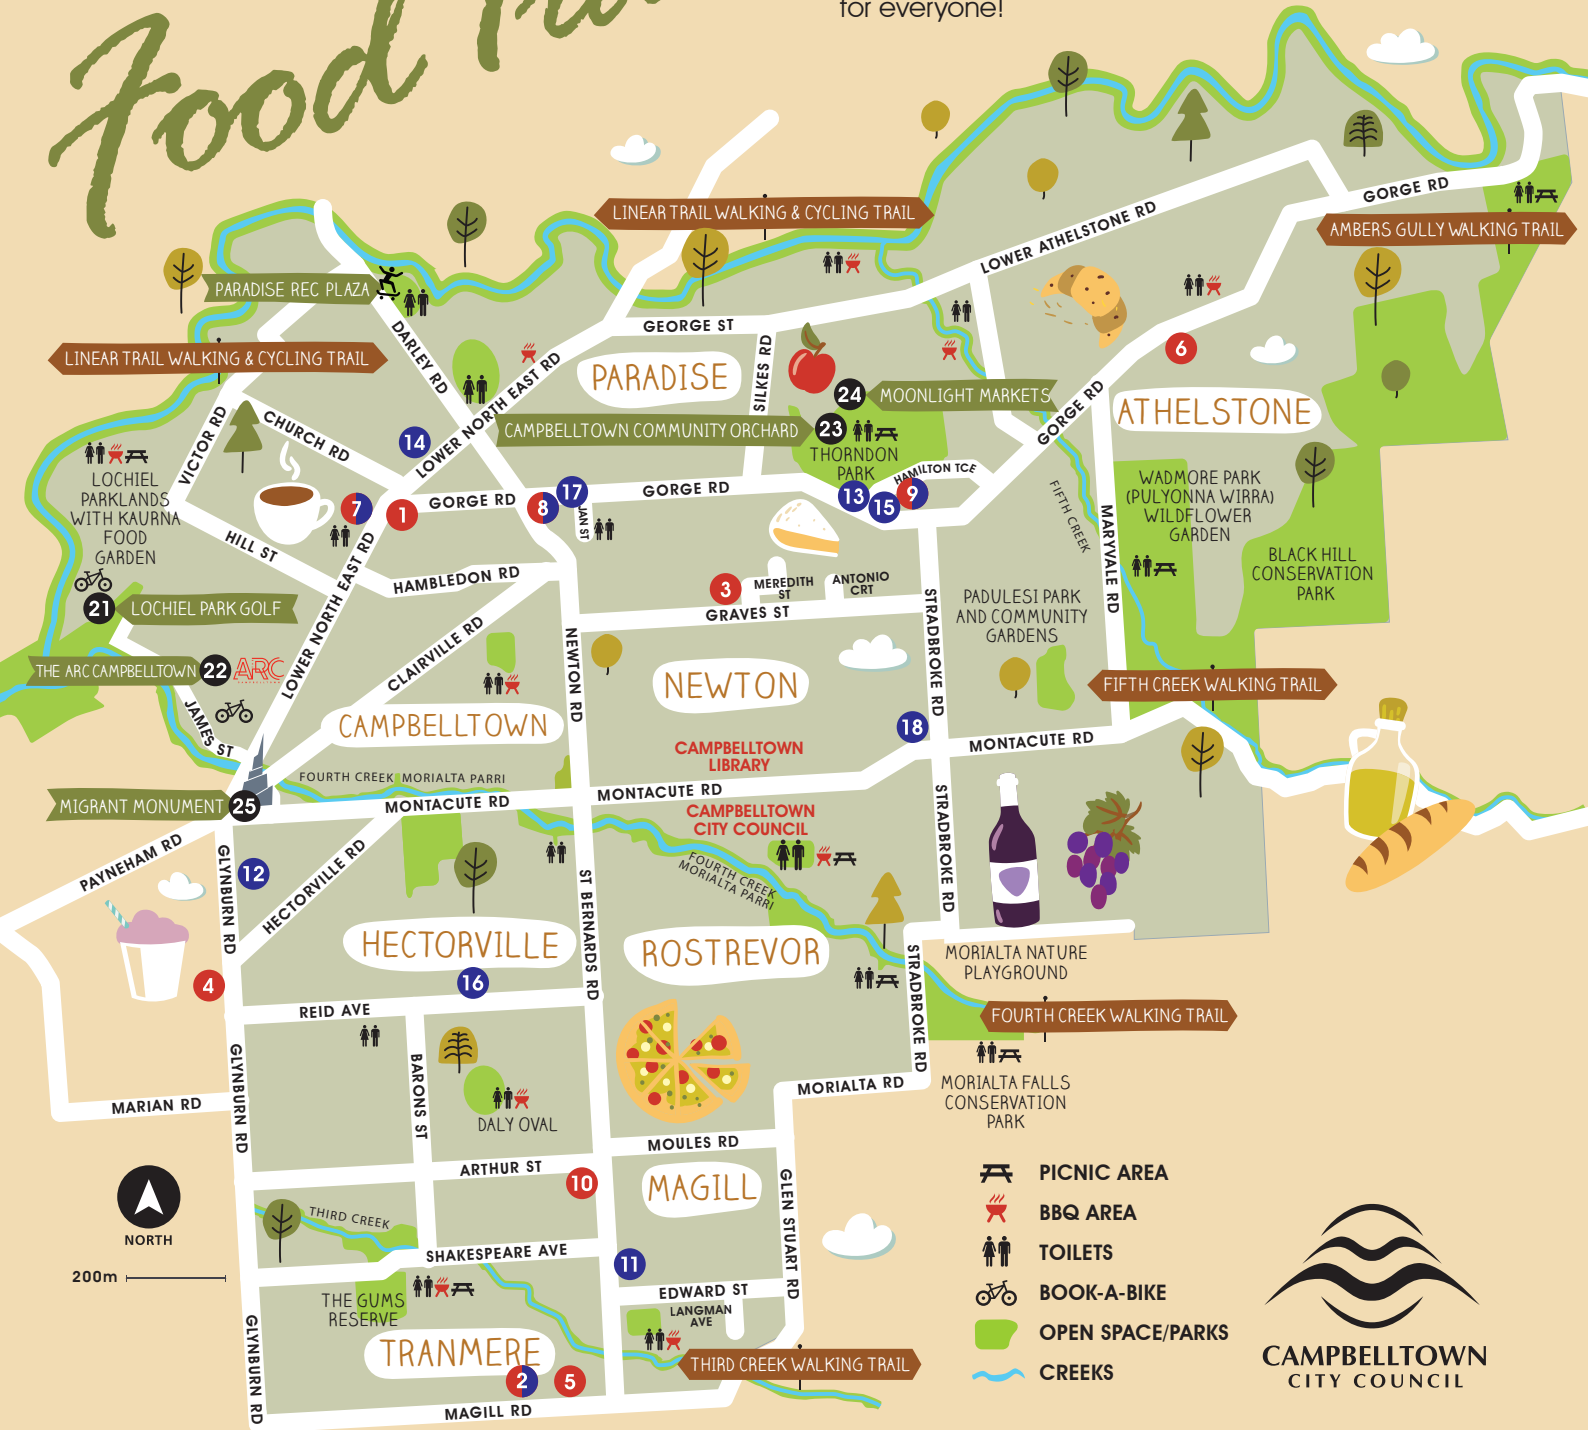 for everyone!
Food
LINEAR TRAIL WALKING & CYCLING TRAIL
GORGE RD
AMBERS GULLY WALKING TRAIL
LOWER ATHELSTONE RD
PARADISE REC PLAZA
GEORGE ST
DARLEY RD
LINEAR TRAIL WALKING & CYCLING TRAIL
PARADISE
SILKES RD
6
24
MOONLIGHT MARKETS
ATHELSTONE
LOWER NORTH EAST RD
CHURCH RD
VICTOR RD
14
CAMPBELLTOWN COMMUNITY ORCHARD
23
GORGE RD
THORNDON
PARK
HAMILTON TCE
LOCHIEL
PARKLANDS
WITH KAURNA
FOOD
GARDEN
WADMORE PARK
(PULYONNA WIRRA)
WILDFLOWER
GARDEN
7
1
GORGE RD
8
17
GORGE RD
13
15
9
JAN ST
FIFTH CREEK
MARYVALE RD
BLACK HILL
CONSERVATION
PARK
HILL ST
HAMBLEDON RD
3
MEREDITH
ST
ANTONIO
CRT
GRAVES ST
STRADBROKE RD
PADULESI PARK
AND COMMUNITY
GARDENS
21
LOCHIEL PARK GOLF
LOWER NORTH EAST RD
CLAIRVILLE RD
NEWTON RD
THE ARC CAMPBELLTOWN
22
ARC
NEWTON
FIFTH CREEK WALKING TRAIL
JAMES ST
CAMPBELLTOWN
18
MONTACUTE RD
CAMPBELLTOWN
LIBRARY
FOURTH CREEK MORIALTA PARRI
MONTACUTE RD
MONTACUTE RD
MIGRANT MONUMENT
25
CAMPBELLTOWN
CITY COUNCIL
STRADBROKE RD
PAYNEHAM RD
GLYNBURN RD
12
HECTORVILLE RD
FOURTH CREEK
MORIALTA PARRI
ST BERNARDS RD
HECTORVILLE
ROSTREVOR
MORIALTA NATURE
PLAYGROUND
STRADBROKE RD
4
16
REID AVE
FOURTH CREEK WALKING TRAIL
GLYNBURN RD
BARONS ST
MORIALTA RD
MORIALTA FALLS
CONSERVATION
PARK
MARIAN RD
DALY OVAL
MOULES RD
ARTHUR ST
10
MAGILL
GLEN STUART RD
PICNIC AREA
BBQ AREA
TOILETS
BOOK-A-BIKE
OPEN SPACE/PARKS
CREEKS
NORTH
200m
THIRD CREEK
SHAKESPEARE AVE
11
EDWARD ST
LANGMAN
AVE
THE GUMS
RESERVE
GLYNBURN RD
TRANMERE
2
5
THIRD CREEK WALKING TRAIL
MAGILL RD
CAMPBELLTOWN
CITY COUNCIL